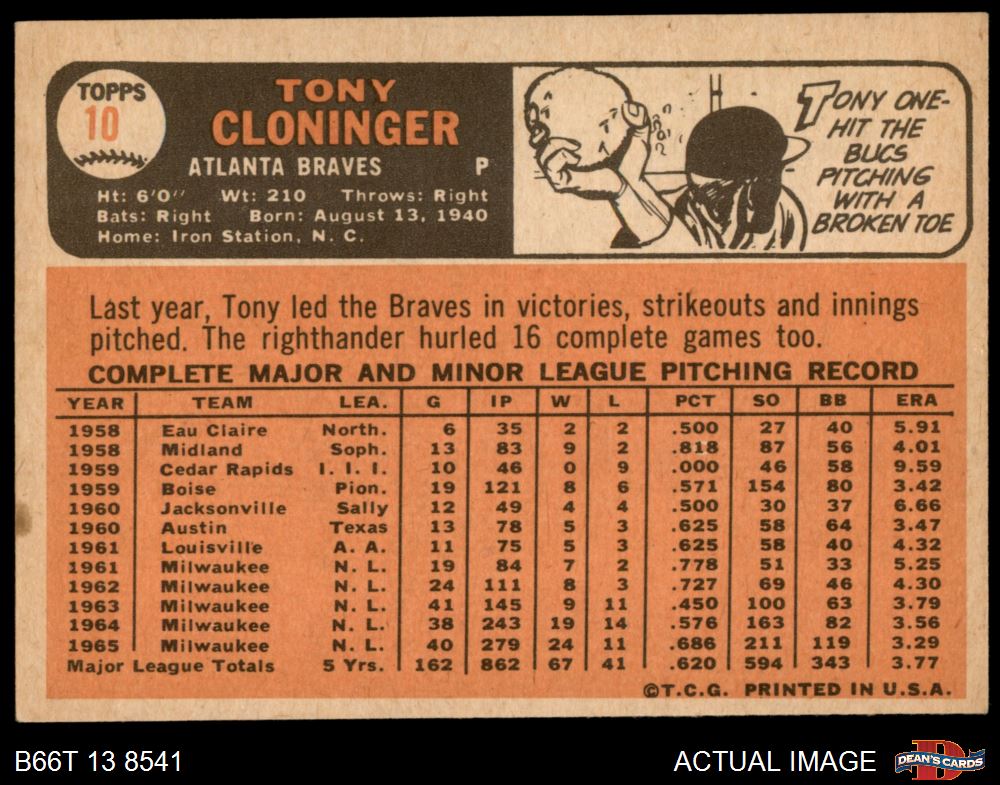 TOPPS
10
TONY
CLONINGER
ATLANTA BRAVES P
Ht: 6'0" Wt: 210 Throws: Right
Bats: Right Born: August 13, 1940
Home: Iron Station, N. C.
TONY ONE-
HIT THE
BUCS
PITCHING
WITH A
BROKEN TOE
Last year, Tony led the Braves in victories, strikeouts and innings
pitched. The righthander hurled 16 complete games too.
COMPLETE MAJOR AND MINOR LEAGUE PITCHING RECORD
YEAR TEAM LEA. G IP W L PCT SO BB ERA
1958 Eau Claire North. 6 35 2 2 .500 27 40 5.91
1958 Midland Soph. 13 83 9 2 .818 87 56 4.01
1959 Cedar Rapids I. I. I. 10 46 0 9 .000 46 58 9.59
1959 Boise Pion. 19 121 8 6 .571 154 80 3.42
1960 Jacksonville Sally 12 49 4 4 .500 30 37 6.66
1960 Austin Texas 13 78 5 3 .625 58 64 3.47
1961 Louisville A. A. 11 75 5 3 .625 58 40 4.32
1961 Milwaukee N. L. 19 84 7 2 .778 51 33 5.25
1962 Milwaukee N. L. 24 111 8 3 .727 69 46 4.30
1963 Milwaukee N. L. 41 145 9 11 .450 100 63 3.79
1964 Milwaukee N. L. 38 243 19 14 .576 163 82 3.56
1965 Milwaukee N. L. 40 279 24 11 .686 211 119 3.29
Major League Totals 5 Yrs. 162 862 67 41 .620 594 343 3.77
©T.C.G. PRINTED IN U.S.A.
B66T 13 8541 ACTUAL IMAGE
DEAN'S CARDS